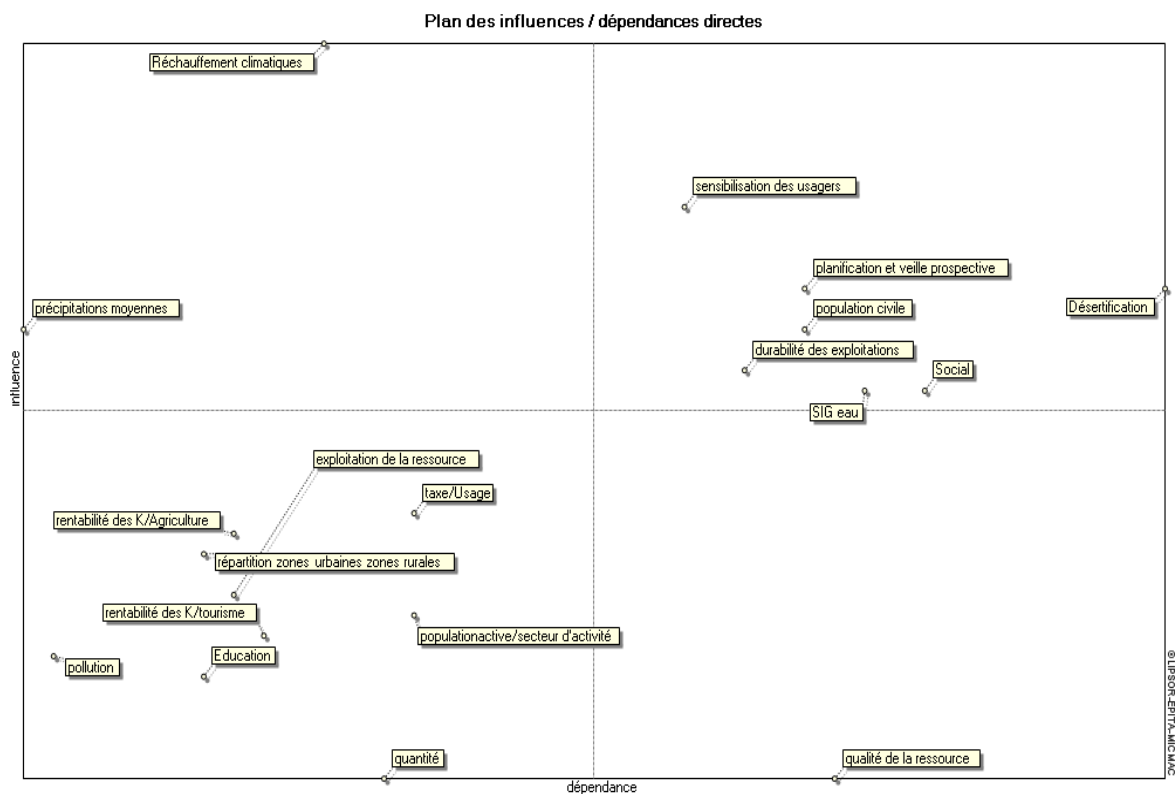 Plan des influences / dépendances directes
Réchauffement climatiques
sensibilisation des usagers
planification et veille prospective
précipitations moyennes
population civile
Désertification
durabilité des exploitations
Social
influence
SIG eau
exploitation de la ressource
taxe/Usage
rentabilité des K/Agriculture
répartition zones urbaines zones rurales
rentabilité des K/tourisme
populationactive/secteur d'activité
Education
pollution
quantité
qualité de la ressource
dépendance
© LIPSOR-EPITA-MICMAC